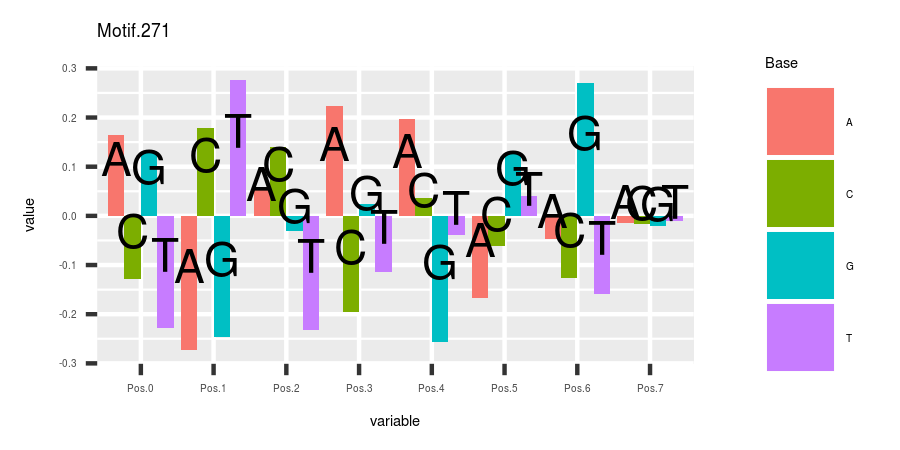 Motif.271
Base
0.3
0.2
0.1
0.0
-0.1
-0.2
-0.3
value
A C G T
A C G T
A C G T
A C G T
A C G T
A C G T
A C G T
A C G T
Pos.0 Pos.1 Pos.2 Pos.3 Pos.4 Pos.5 Pos.6 Pos.7
variable
A
C
G
T